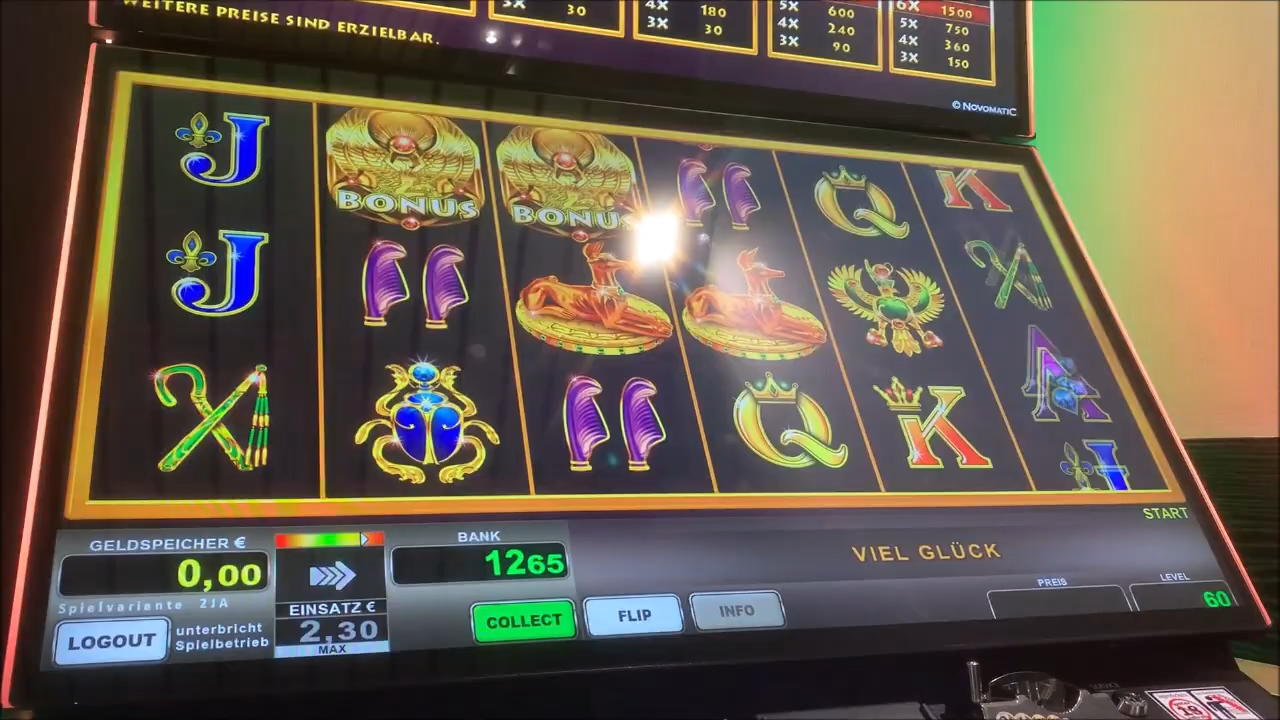 WEITERE PREISE SIND ERZIELBAR.
3X 30
4X 180
3X 30
5X 600
4X 240
3X 90
6X 1500
5X 750
4X 360
3X 150
© NOVOMATIC
J
BONUS
BONUS
Q
K
J
A
Q
K
J
START
GELDSPEICHER €
0,00
Spielvariante 2JA
LOGOUT
unterbricht
Spielbetrieb
EINSATZ €
2,30
MAX
BANK
1265
COLLECT
FLIP
INFO
VIEL GLÜCK
PREIS
LEVEL
60